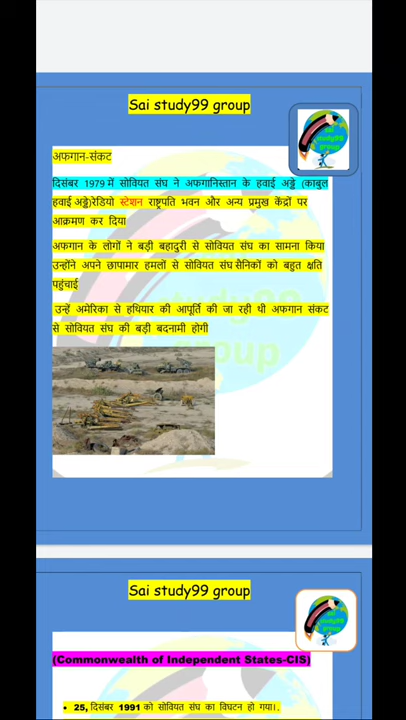 Sai study99 group
अफगान-संकट
दिसंबर 1979 में सोवियत संघ ने अफगानिस्तान के हवाई अड्डे (काबुल
हवाई अड्डे)रेडियो स्टेशन राष्ट्रपति भवन और अन्य प्रमुख केंद्रों पर
आक्रमण कर दिया
अफगान के लोगों ने बड़ी बहादुरी से सोवियत संघ का सामना किया
उन्होंने अपने छापामार हमलों से सोवियत संघ सैनिकों को बहुत क्षति
पहुंचाई
उन्हें अमेरिका से हथियार की आपूर्ति की जा रही थी अफगान संकट
से सोवियत संघ की बड़ी बदनामी होगी
Sai study99 group
(Commonwealth of Independent States-CIS)
• 25, दिसंबर 1991 को सोवियत संघ का विघटन हो गया।.